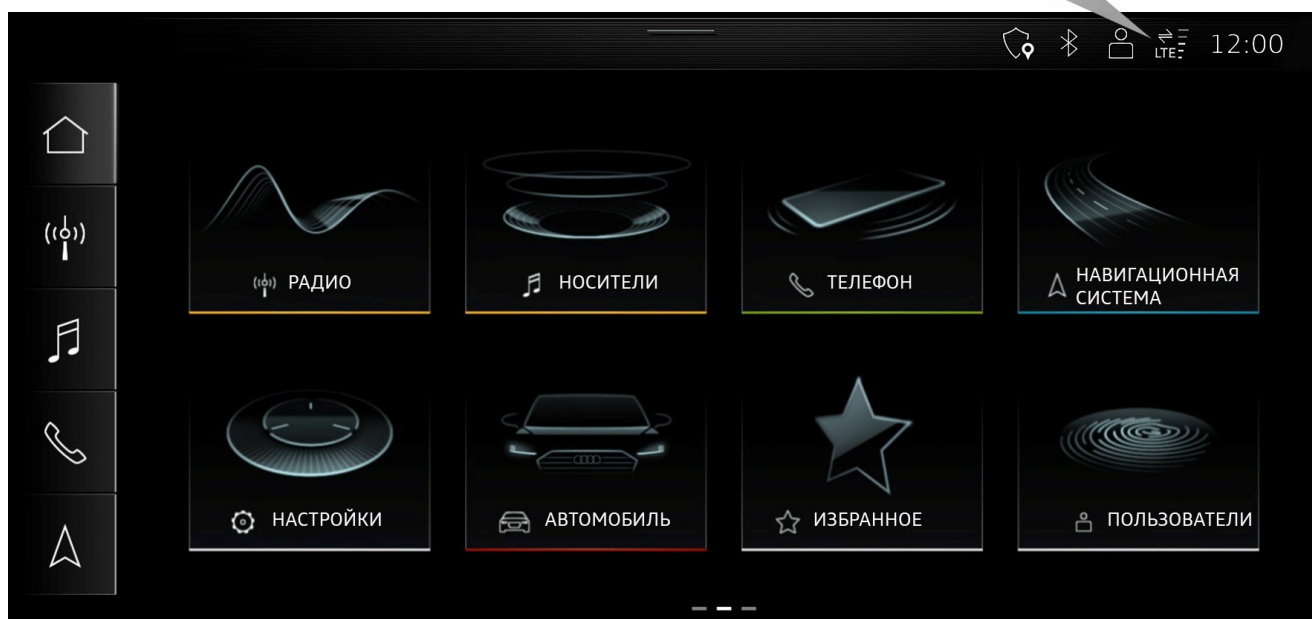 LTE 12:00
РАДИО
НОСИТЕЛИ
ТЕЛЕФОН
НАВИГАЦИОННАЯ
СИСТЕМА
НАСТРОЙКИ
АВТОМОБИЛЬ
ИЗБРАННОЕ
ПОЛЬЗОВАТЕЛИ